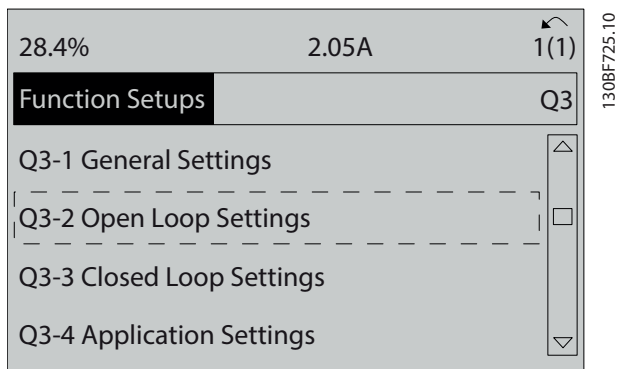 28.4% 2.05A 1(1)
Function Setups Q3
Q3-1 General Settings
Q3-2 Open Loop Settings
Q3-3 Closed Loop Settings
Q3-4 Application Settings
130BF725.10